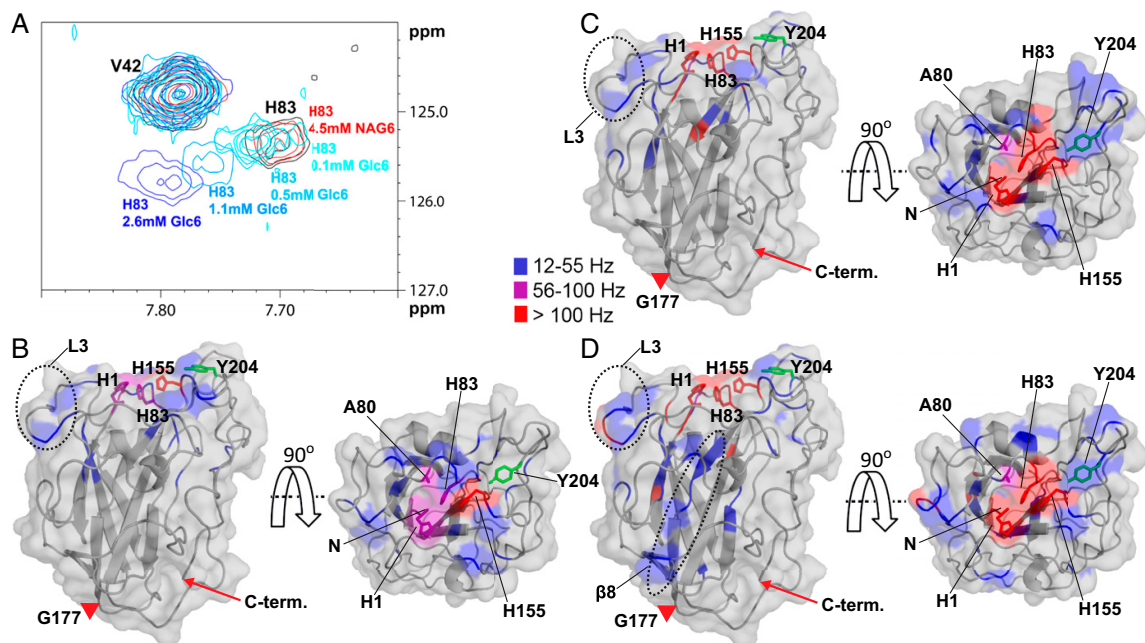 A
ppm
V42
H83
H83
4.5mM NAG6
H83
0.1mM Glc6
H83
0.5mM Glc6
H83
1.1mM Glc6
H83
2.6mM Glc6
125.0
126.0
127.0
ppm
7.80
7.70
C
H1
H155
Y204
H83
L3
G177
C-term.
90°
A80
H83
Y204
N
H1
H155
12-55 Hz
56-100 Hz
> 100 Hz
B
L3
H1
H155
Y204
H83
G177
C-term.
90°
A80
H83
Y204
N
H1
H155
D
L3
H1
H155
Y204
H83
β8
G177
C-term.
90°
A80
H83
Y204
N
H1
H155